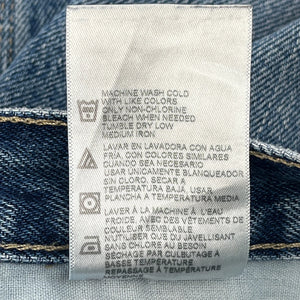 MACHINE WASH COLD
WITH LIKE COLORS
ONLY NON-CHLORINE
BLEACH WHEN NEEDED
TUMBLE DRY LOW
MEDIUM IRON
LAVAR EN LAVADORA CON AGUA
FRÍA, CON COLORES SIMILARES
CUANDO SEA NECESARIO
USAR ÚNICAMENTE BLANQUEADOR
SIN CLORO. SECAR A
TEMPERATURA BAJA, USAR
PLANCHA A TEMPERATURA MEDIA
LAVER À LA MACHINE À L'EAU
FROIDE. AVEC DES VÊTEMENTS DE
COULEUR SEMBLABLE
N'UTILISER QUE DU JAVELLISANT
SANS CHLORE AU BESOIN
SÉCHAGE PAR CULBUTAGE À
BASSE TEMPÉRATURE
REPASSAGE À TEMPÉRATURE